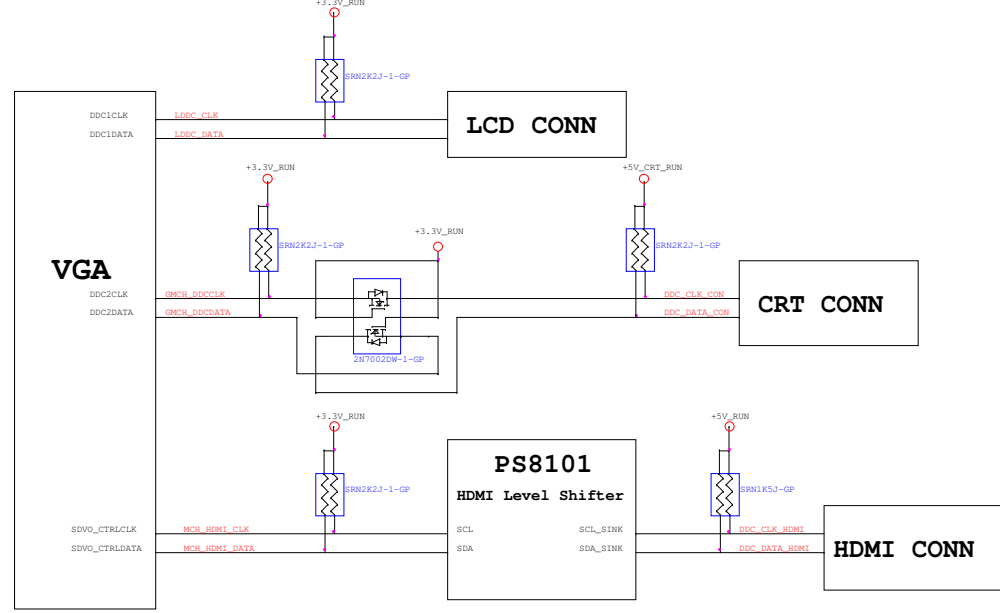 +3.3V_RUN
SRN2K2J-1-GP
DDC1CLK LDDC_CLK
DDC1DATA LDDC_DATA
LCD CONN
+3.3V_RUN +5V_CRT_RUN
+3.3V_RUN
SRN2K2J-1-GP SRN2K2J-1-GP
VGA
DDC2CLK GMCH_DDCCLK DDC_CLK_CON
DDC2DATA GMCH_DDCDATA DDC_DATA_CON
CRT CONN
2N7002DW-1-GP
+3.3V_RUN +5V_RUN
PS8101
HDMI Level Shifter
SRN2K2J-1-GP SRN1K5J-GP
SDVO_CTRLCLK MCH_HDMI_CLK SCL SCL_SINK DDC_CLK_HDMI
SDVO_CTRLDATA MCH_HDMI_DATA SDA SDA_SINK DDC_DATA_HDMI
HDMI CONN